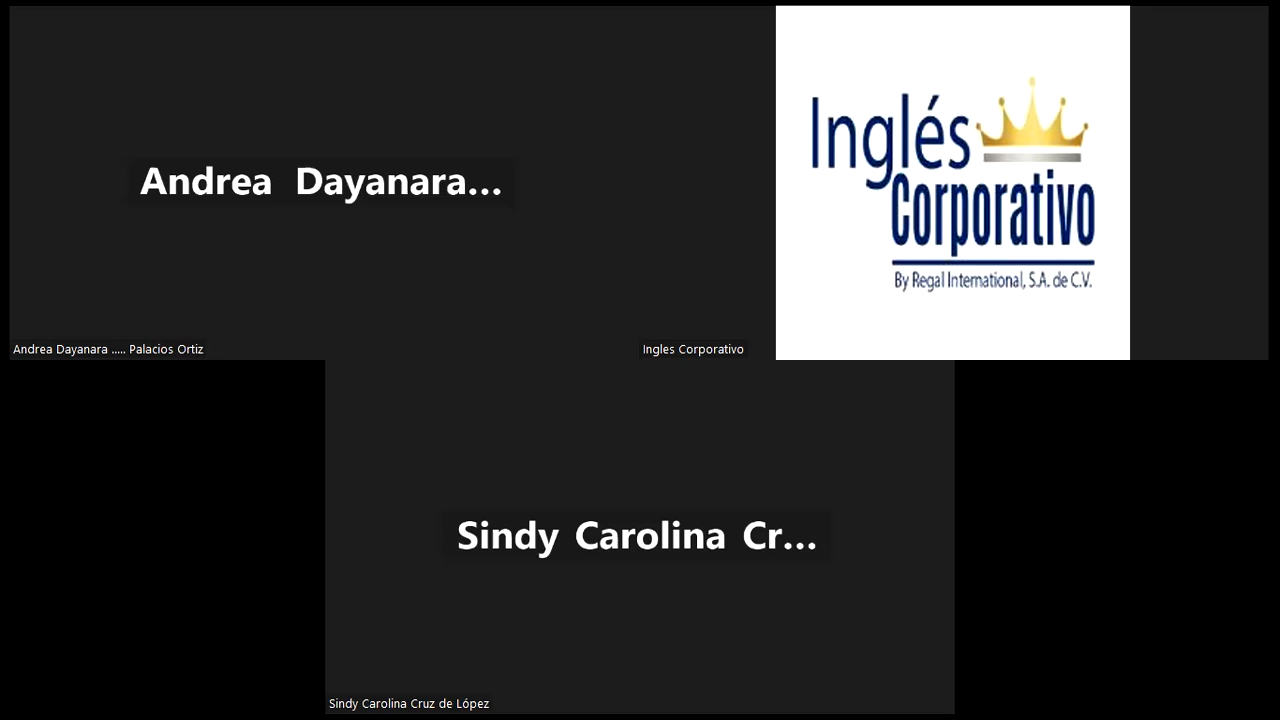 Andrea Dayanara...
Andrea Dayanara ..... Palacios Ortiz
Inglés
Corporativo
By Regal International, S.A. de C.V.
Ingles Corporativo
Sindy Carolina Cr...
Sindy Carolina Cruz de López